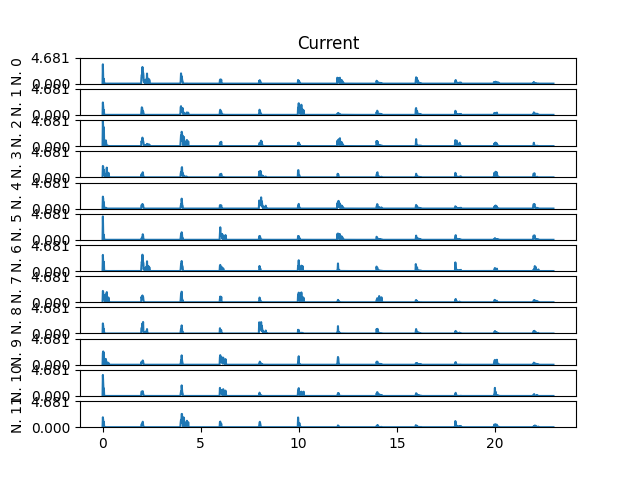 Current
4.681
0.000
N. 0
4.681
0.000
N. 1
4.681
0.000
N. 2
4.681
0.000
N. 3
4.681
0.000
N. 4
4.681
0.000
N. 5
4.681
0.000
N. 6
4.681
0.000
N. 7
4.681
0.000
N. 8
4.681
0.000
N. 9
4.681
0.000
N. 10
4.681
0.000
N. 11
0 5 10 15 20